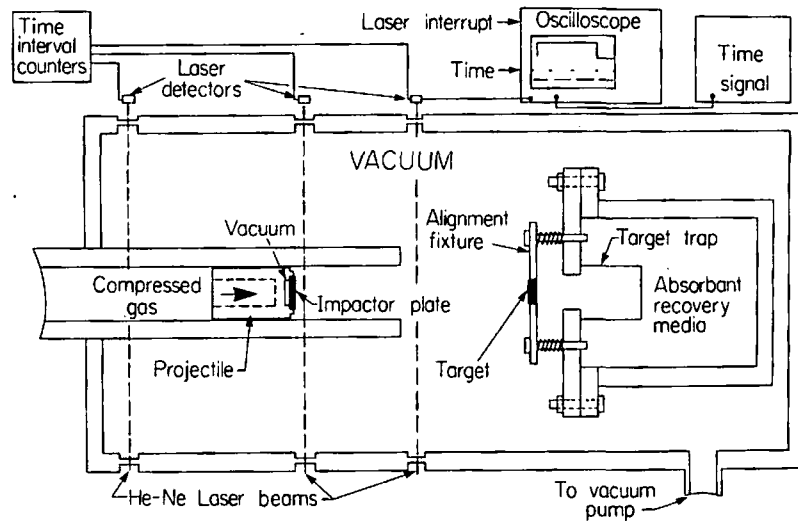 Time
interval
counters
Laser
detectors
Laser interrupt
Time
Oscilloscope
Time
signal
VACUUM
Vacuum
Compressed
gas
Impactor plate
Projectile
Alignment
fixture
Target trap
Absorbant
recovery
media
Target
He-Ne Laser beams
To vacuum
pump